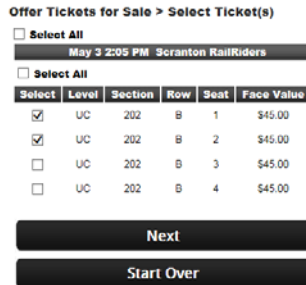 Offer Tickets for Sale > Select Ticket(s)
Select All
May 3 2:05 PM Scranton RailRiders
Select All
Select Level Section Row Seat Face Value
UC 202 B 1 $45.00
UC 202 B 2 $45.00
UC 202 B 3 $45.00
UC 202 B 4 $45.00
Next
Start Over